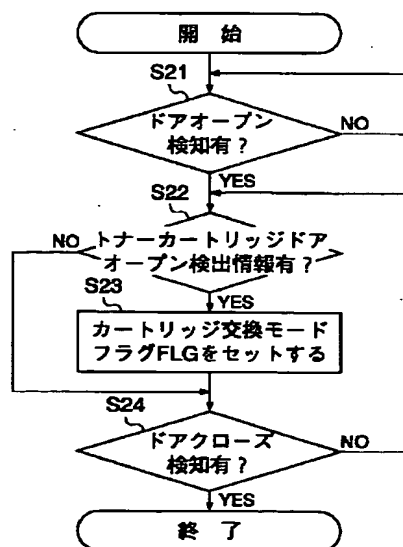 開始
S21
ドアオープン
検知有？
NO
YES
S22
NO
トナーカートリッジドア
オープン検出情報有？
S23
YES
カートリッジ交換モード
フラグFLGをセットする
S24
ドアクローズ
検知有？
NO
YES
終了